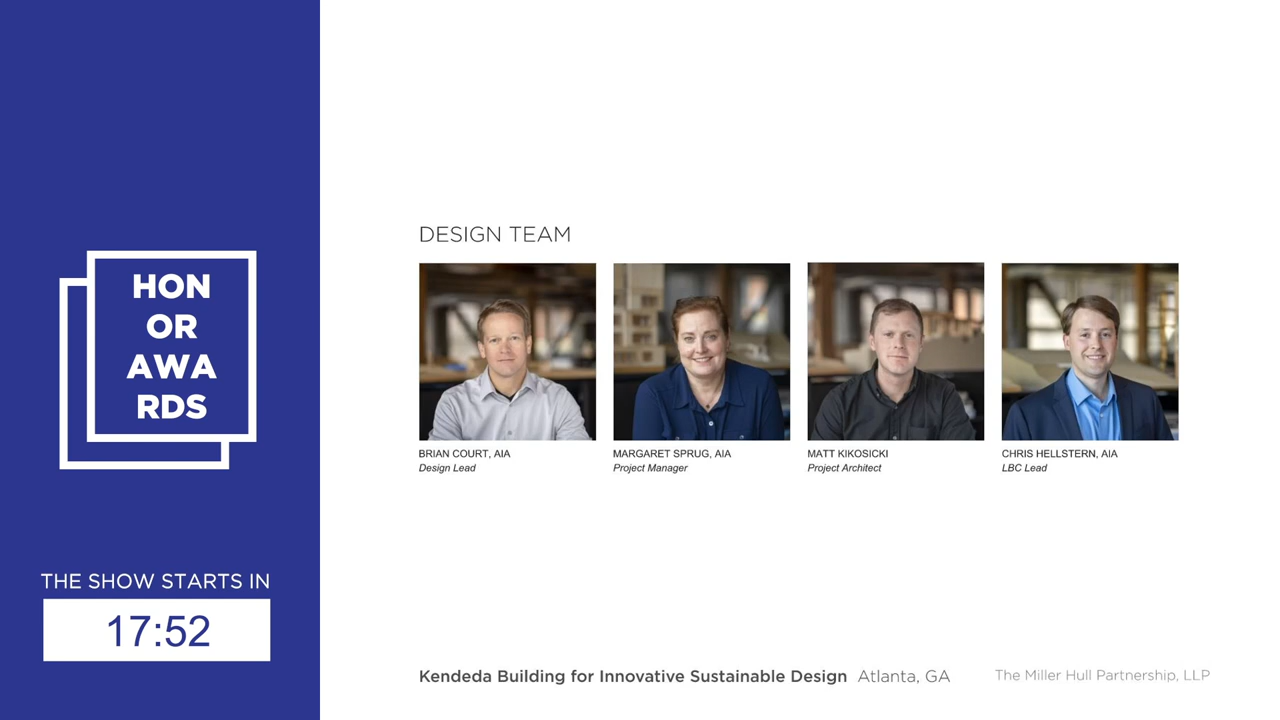 HON
OR
AWA
RDS
THE SHOW STARTS IN
17:52
DESIGN TEAM
BRIAN COURT, AIA
Design Lead
MARGARET SPRUG, AIA
Project Manager
MATT KIKOSICKI
Project Architect
CHRIS HELLSTERN, AIA
LBC Lead
Kendeda Building for Innovative Sustainable Design Atlanta, GA
The Miller Hull Partnership, LLP